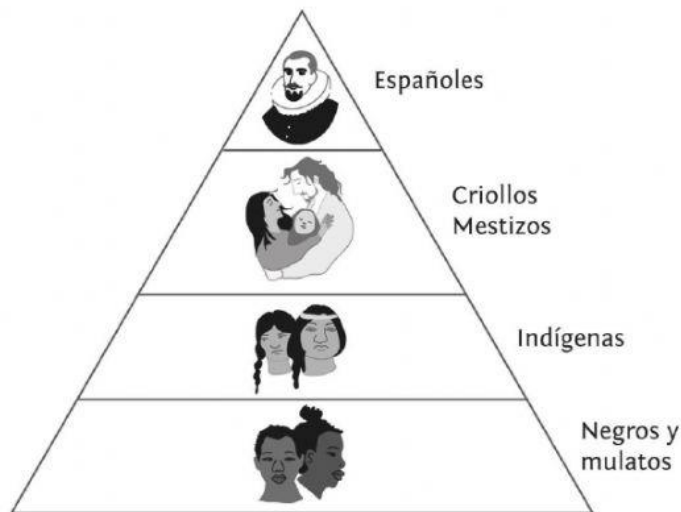 Españoles
Criollos
Mestizos
Indígenas
Negros y
mulatos